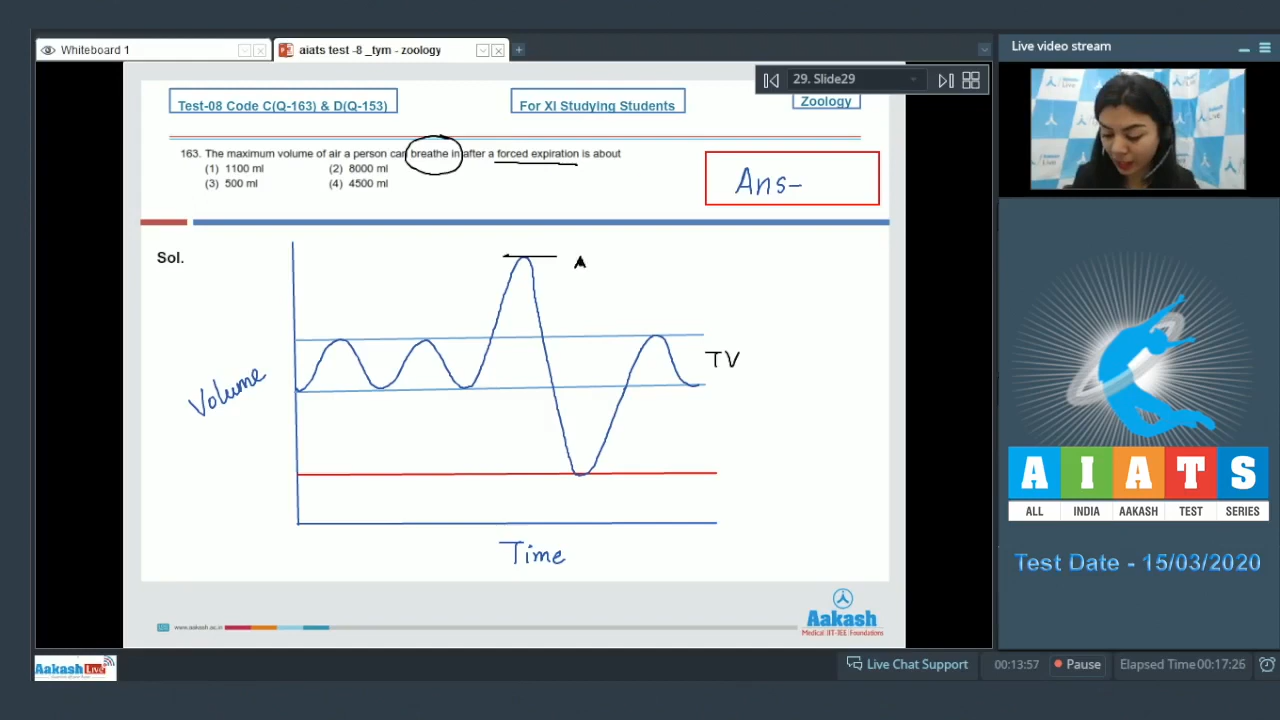 Whiteboard 1
aiats test -8 _tym - zoology
Live video stream
29. Slide29
Test-08 Code C(Q-163) & D(Q-153)
For XI Studying Students
Zoology
163. The maximum volume of air a person can breathe in after a forced expiration is about
(1) 1100 ml (2) 8000 ml
(3) 500 ml (4) 4500 ml
Ans-
Sol.
A
TV
Volume
Time
A I A T S
ALL INDIA AAKASH TEST SERIES
Test Date - 15/03/2020
www.aakash.ac.in
Aakash
Medical|IIT-JEE|Foundations
Aakash Live
Live Chat Support
00:13:57
Pause
Elapsed Time 00:17:26